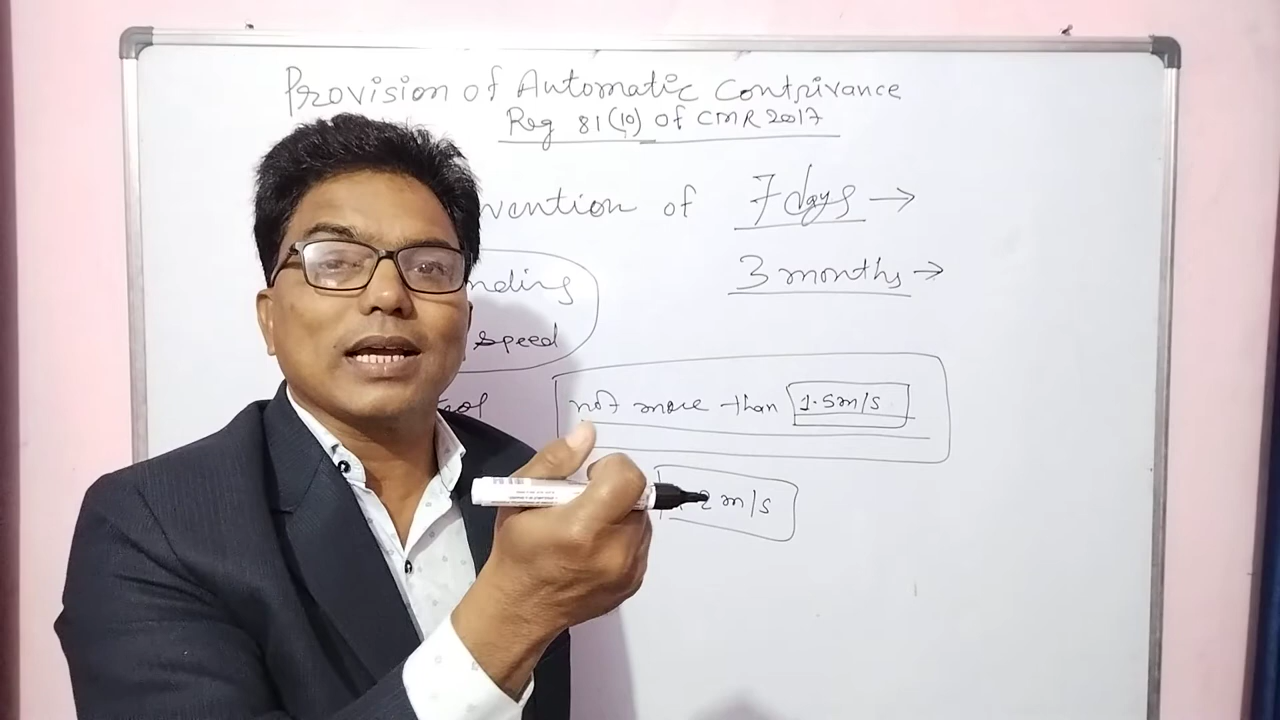 Provision of Automatic Contrivance
Reg 81(10) of CMR 2017
vention of 7 days →
3 months →
nding
speed
not more than 1.5m/s
2 m/s